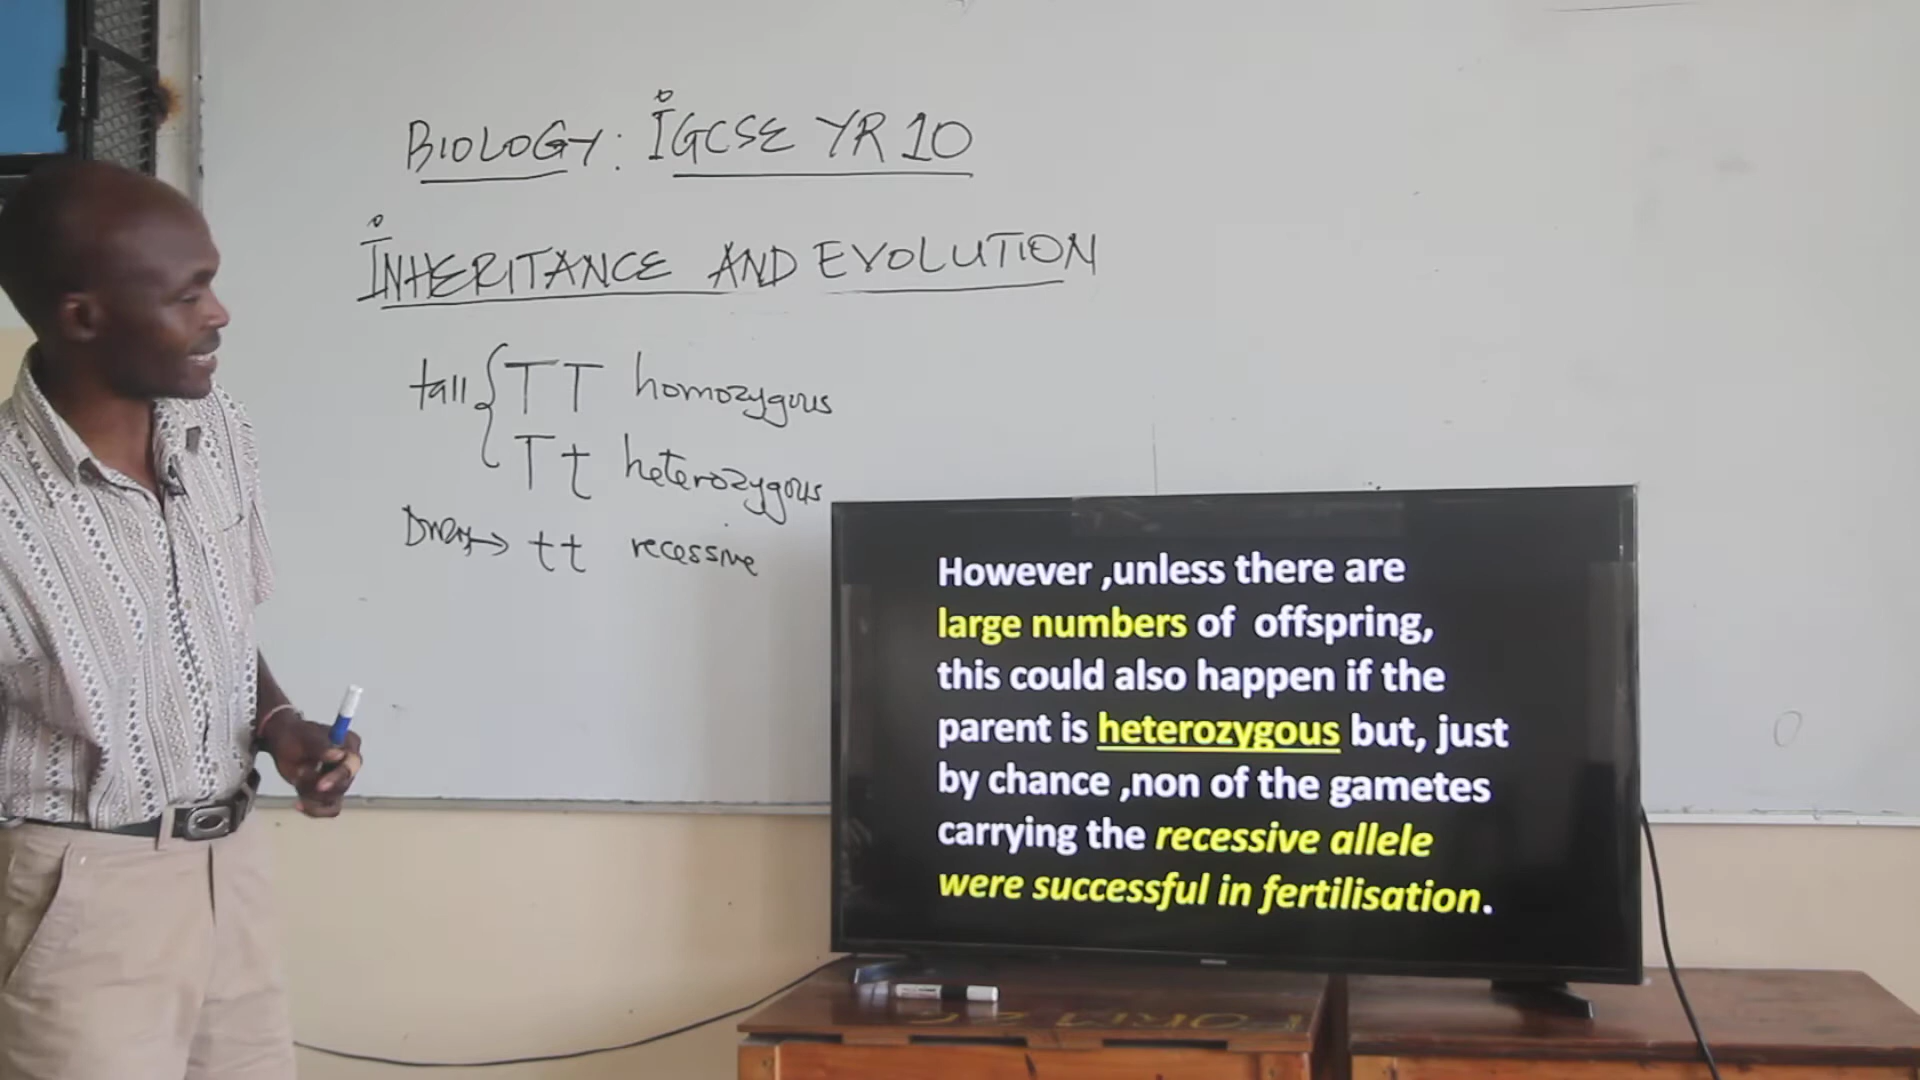 BIOLOGY: IGCSE YR 10
INHERITANCE AND EVOLUTION
tall { TT homozygous
Tt heterozygous
→ tt recessive
However ,unless there are
large numbers of offspring,
this could also happen if the
parent is heterozygous but, just
by chance ,non of the gametes
carrying the recessive allele
were successful in fertilisation.